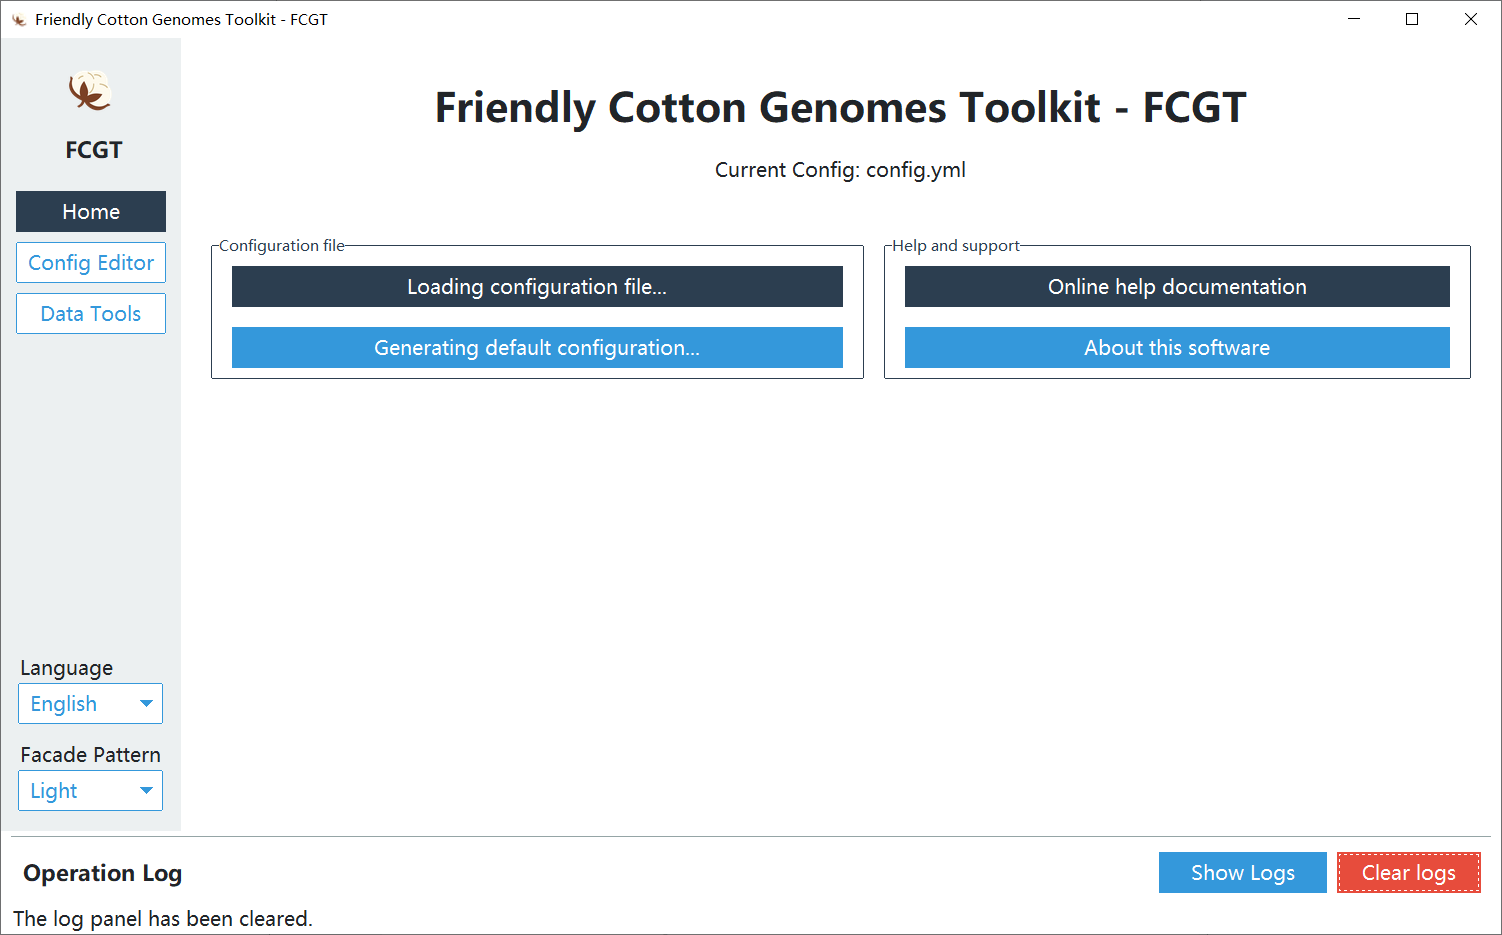 Friendly Cotton Genomes Toolkit - FCGT
FCGT
Home
Config Editor
Data Tools
Language
English
Facade Pattern
Light
Friendly Cotton Genomes Toolkit - FCGT
Current Config: config.yml
Configuration file
Loading configuration file...
Generating default configuration...
Help and support
Online help documentation
About this software
Operation Log
Show Logs
Clear logs
The log panel has been cleared.